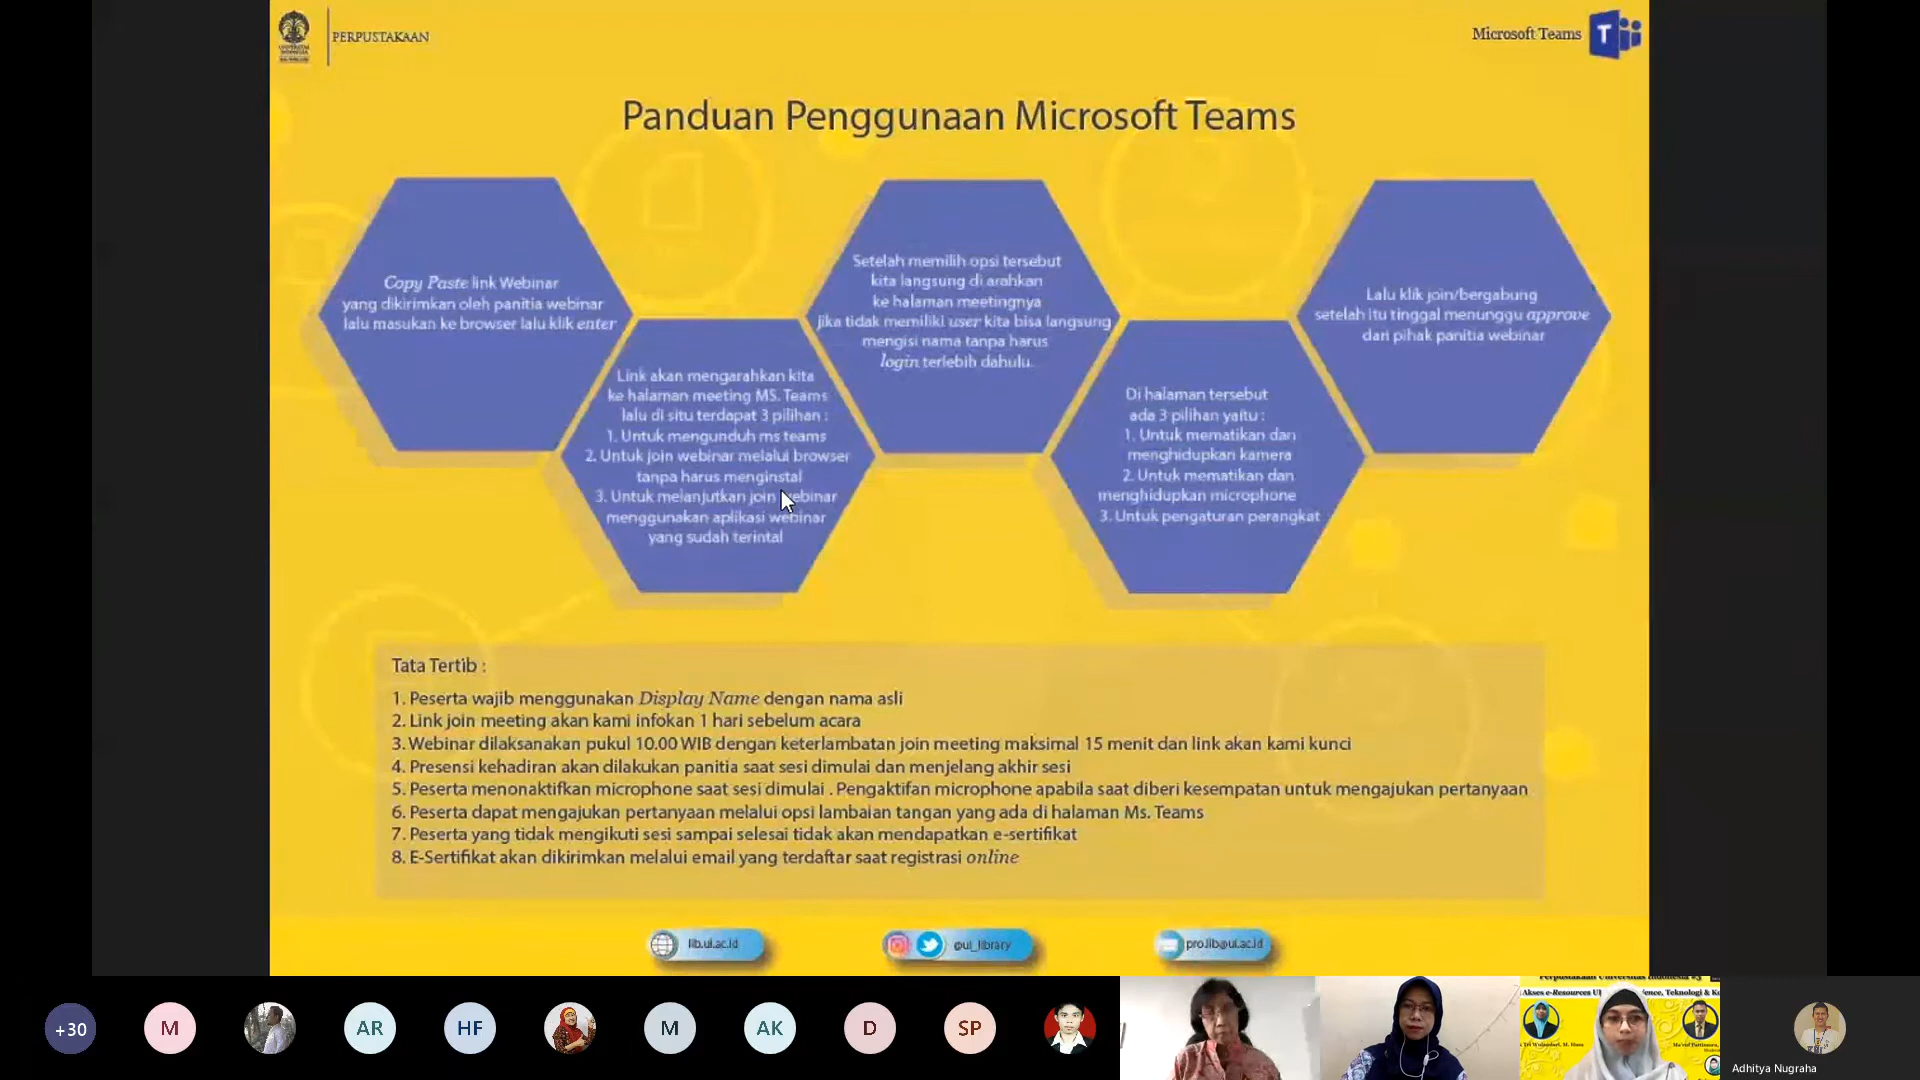 UNIVERSITAS
INDONESIA
PERPUSTAKAAN
Microsoft Teams
T
Panduan Penggunaan Microsoft Teams
Copy Paste link Webinar
yang dikirimkan oleh panitia webinar
lalu masukan ke browser lalu klik enter
Link akan mengarahkan kita
ke halaman meeting MS. Teams
lalu di situ terdapat 3 pilihan :
1. Untuk mengunduh ms teams
2. Untuk join webinar melalui browser
tanpa harus menginstal
3. Untuk melanjutkan join webinar
menggunakan aplikasi webinar
yang sudah terintal
Setelah memilih opsi tersebut
kita langsung di arahkan
ke halaman meetingnya
jika tidak memiliki user kita bisa langsung
mengisi nama tanpa harus
login terlebih dahulu.
Di halaman tersebut
ada 3 pilihan yaitu :
1. Untuk mematikan dan
menghidupkan kamera
2. Untuk mematikan dan
menghidupkan microphone
3. Untuk pengaturan perangkat
Lalu klik join/bergabung
setelah itu tinggal menunggu approve
dari pihak panitia webinar
Tata Tertib :
1. Peserta wajib menggunakan Display Name dengan nama asli
2. Link join meeting akan kami infokan 1 hari sebelum acara
3. Webinar dilaksanakan pukul 10.00 WIB dengan keterlambatan join meeting maksimal 15 menit dan link akan kami kunci
4. Presensi kehadiran akan dilakukan panitia saat sesi dimulai dan menjelang akhir sesi
5. Peserta menonaktifkan microphone saat sesi dimulai . Pengaktifan microphone apabila saat diberi kesempatan untuk mengajukan pertanyaan
6. Peserta dapat mengajukan pertanyaan melalui opsi lambaian tangan yang ada di halaman Ms. Teams
7. Peserta yang tidak mengikuti sesi sampai selesai tidak akan mendapatkan e-sertifikat
8. E-Sertifikat akan dikirimkan melalui email yang terdaftar saat registrasi online
lib.ui.ac.id
@ui_library
pro.lib@ui.ac.id
+30
M
AR
HF
M
AK
D
SP
Perpustakaan Universitas Indonesia
Akses e-Resources UI
Teknologi &
Tri Wulandari, M. Hum
Adhitya Nugraha